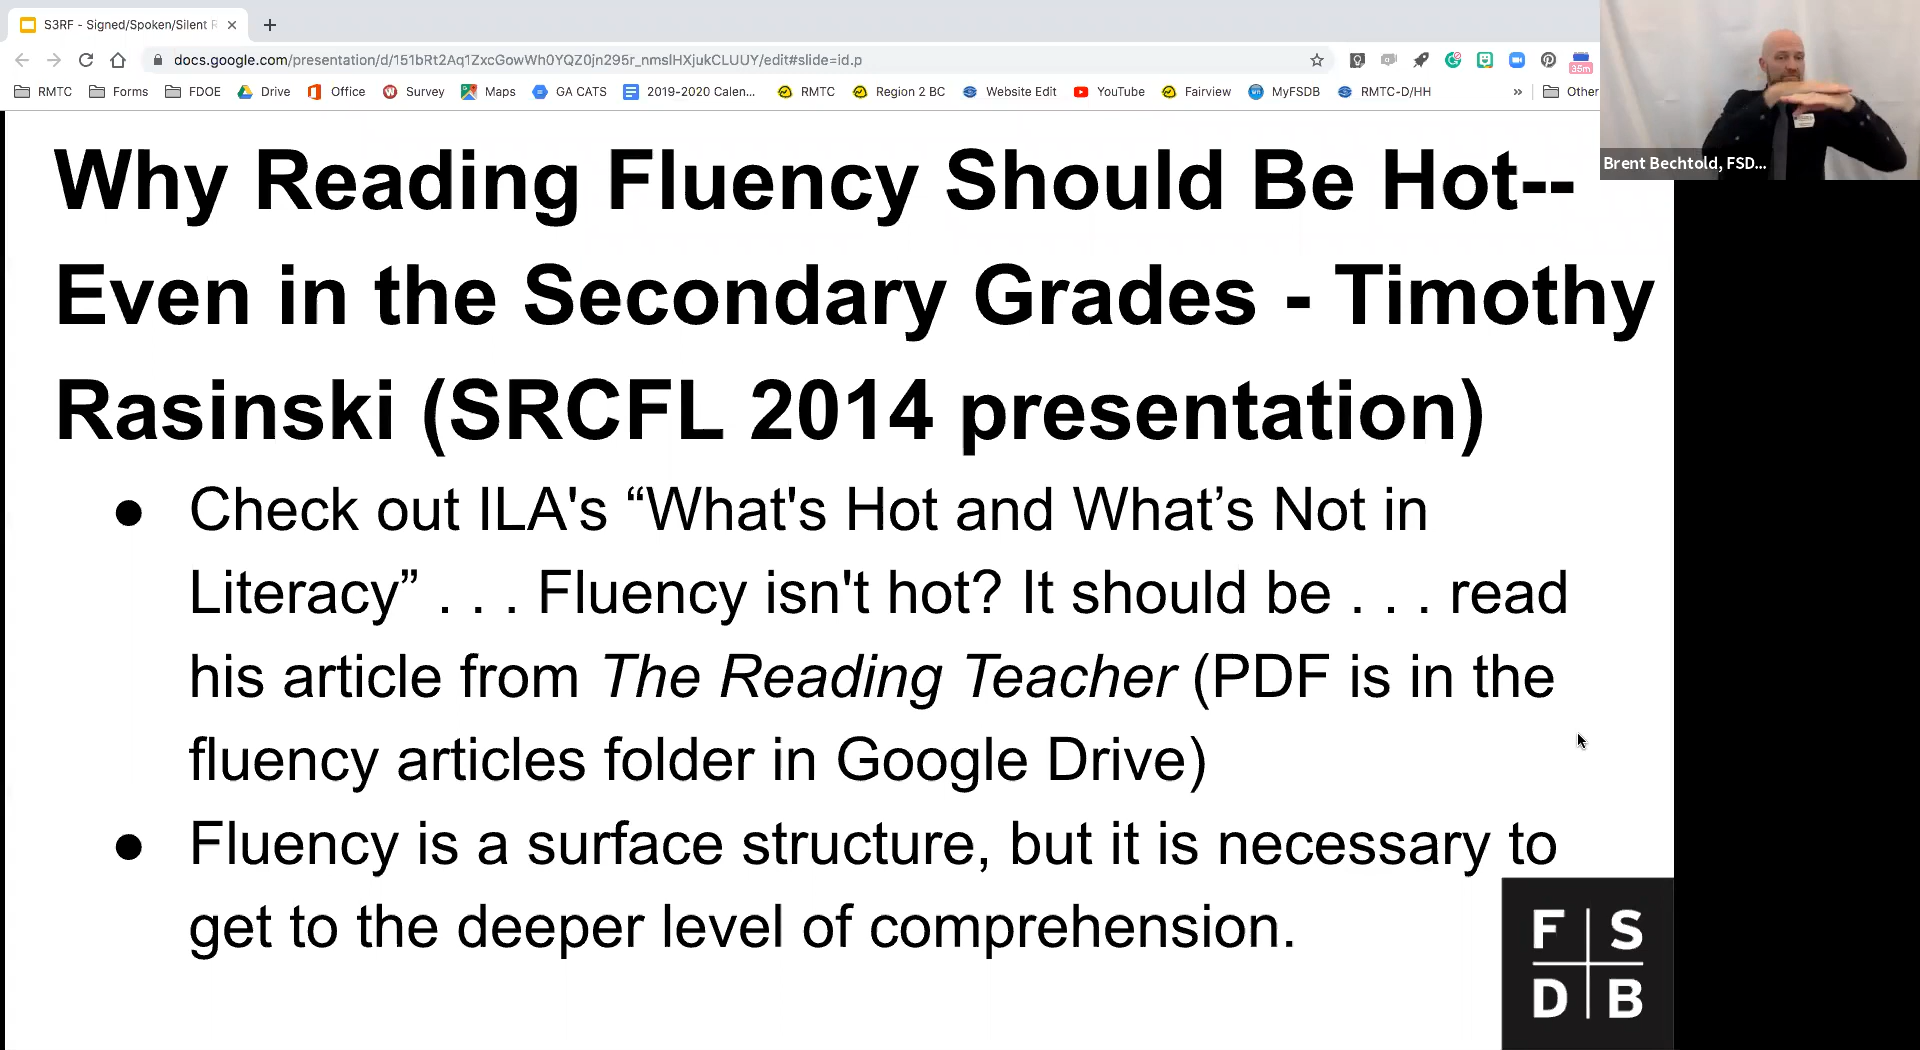 S3RF - Signed/Spoken/Silent R
docs.google.com/presentation/d/151bRt2Aq1ZxcGowWh0YQZ0jn295r_nmsIHXjukCLUUY/edit#slide=id.p
35m
RMTC Forms FDOE Drive Office Survey Maps GA CATS 2019-2020 Calen... RMTC Region 2 BC Website Edit YouTube Fairview MyFSDB RMTC-D/HH » Other
Brent Bechtold, FSD...
Why Reading Fluency Should Be Hot--
Even in the Secondary Grades - Timothy
Rasinski (SRCFL 2014 presentation)
● Check out ILA's “What's Hot and What’s Not in
Literacy” . . . Fluency isn't hot? It should be . . . read
his article from The Reading Teacher (PDF is in the
fluency articles folder in Google Drive)
● Fluency is a surface structure, but it is necessary to
get to the deeper level of comprehension.
F S
D B